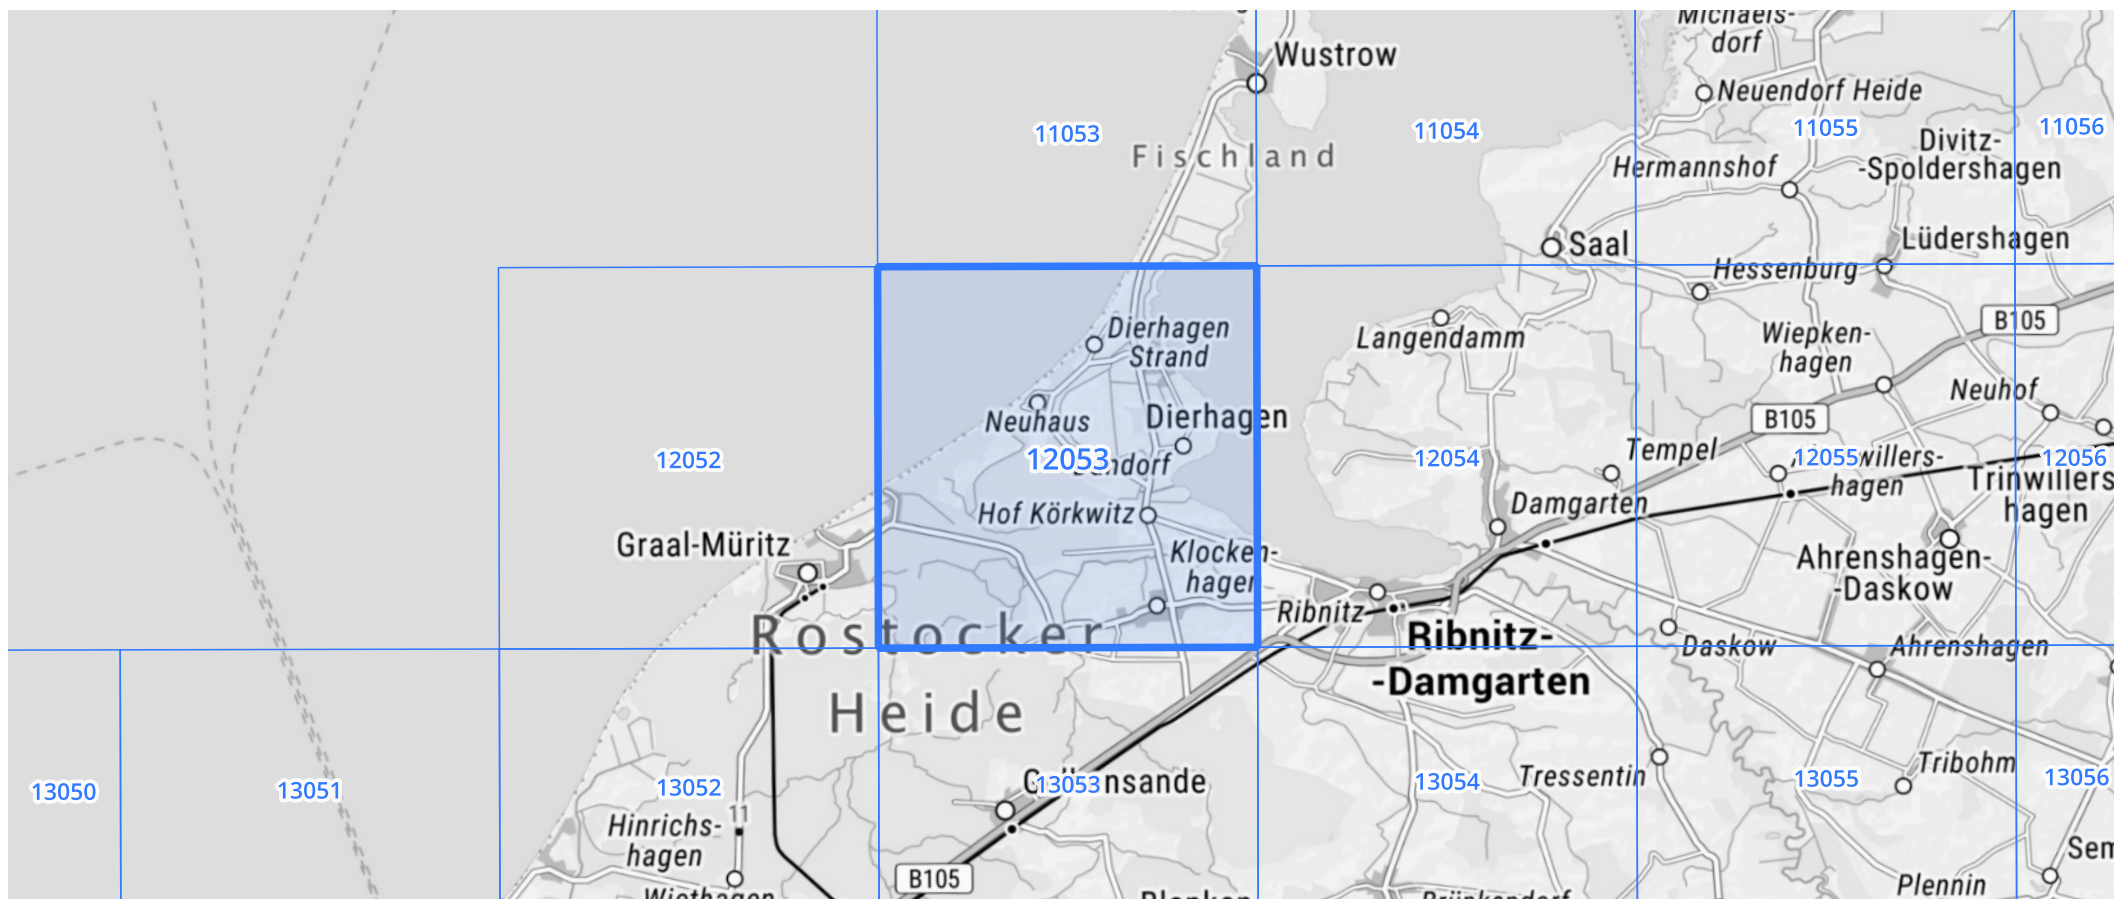 Michaels-
dorf
Wustrow
Neuendorf Heide
11053
11054
11055
11056
Fischland
Divitz-
-Spoldershagen
Hermannshof
Saal
Lüdershagen
Hessenburg
Dierhagen
Strand
Langendamm
B105
Wiepken-
hagen
Neuhaus
Dierhagen
B105
Neuhof
12052
12053
12054
Tempel
12055
willers-
hagen
12056
Trinwillers
hagen
Hof Körkwitz
Damgarten
Graal-Müritz
Klocken-
hagen
Ahrenshagen-
-Daskow
Ribnitz
Rostocker
Heide
Ribnitz-
-Damgarten
Daskow
Ahrenshagen
13050
13051
13052
13053
13054
Tressentin
13055
Tribohm
13056
11
Hinrichs-
hagen
B105
Plennin
Wiethagen